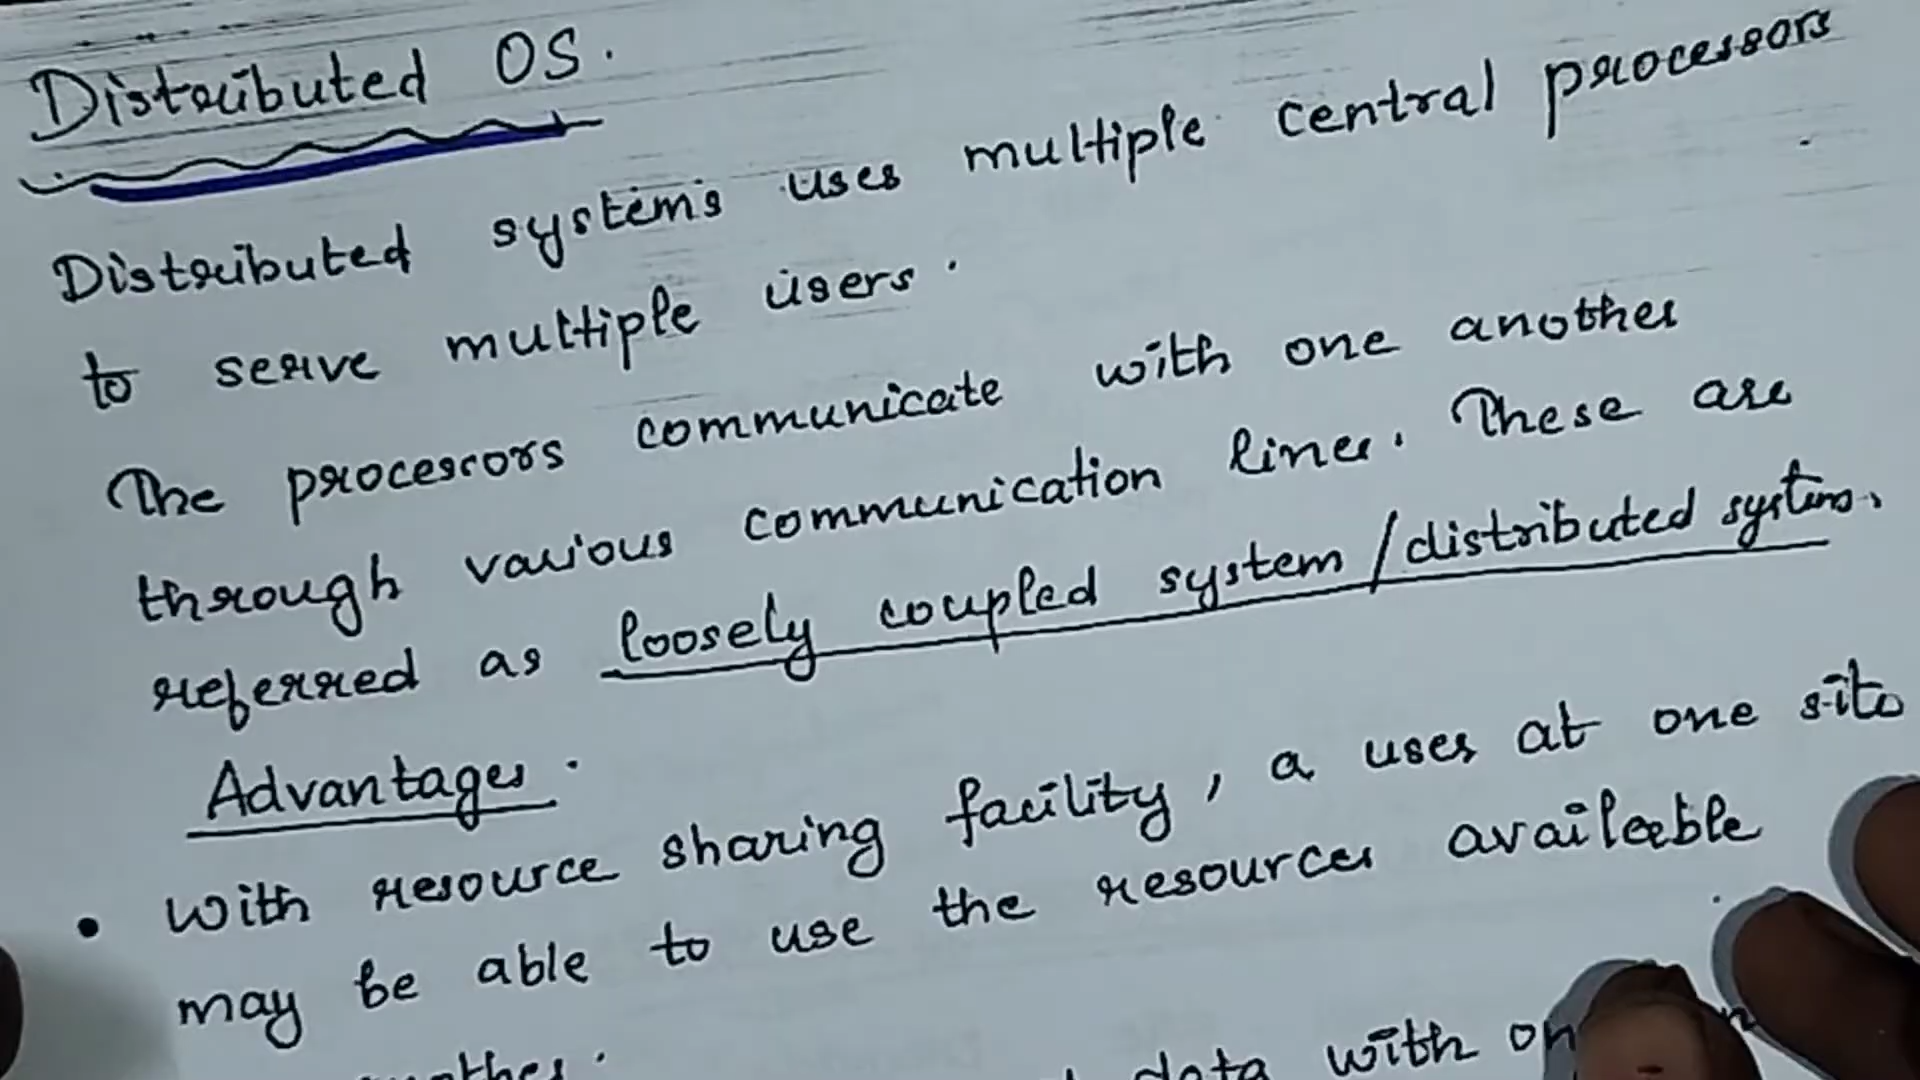 Distributed OS.
Distributed systems uses multiple central processors
to serve multiple users.
The processors communicate with one another
through various communication lines. These are
referred as loosely coupled system/distributed systems.
Advantages.
• With resource sharing facility, a user at one site
may be able to use the resources available
data with